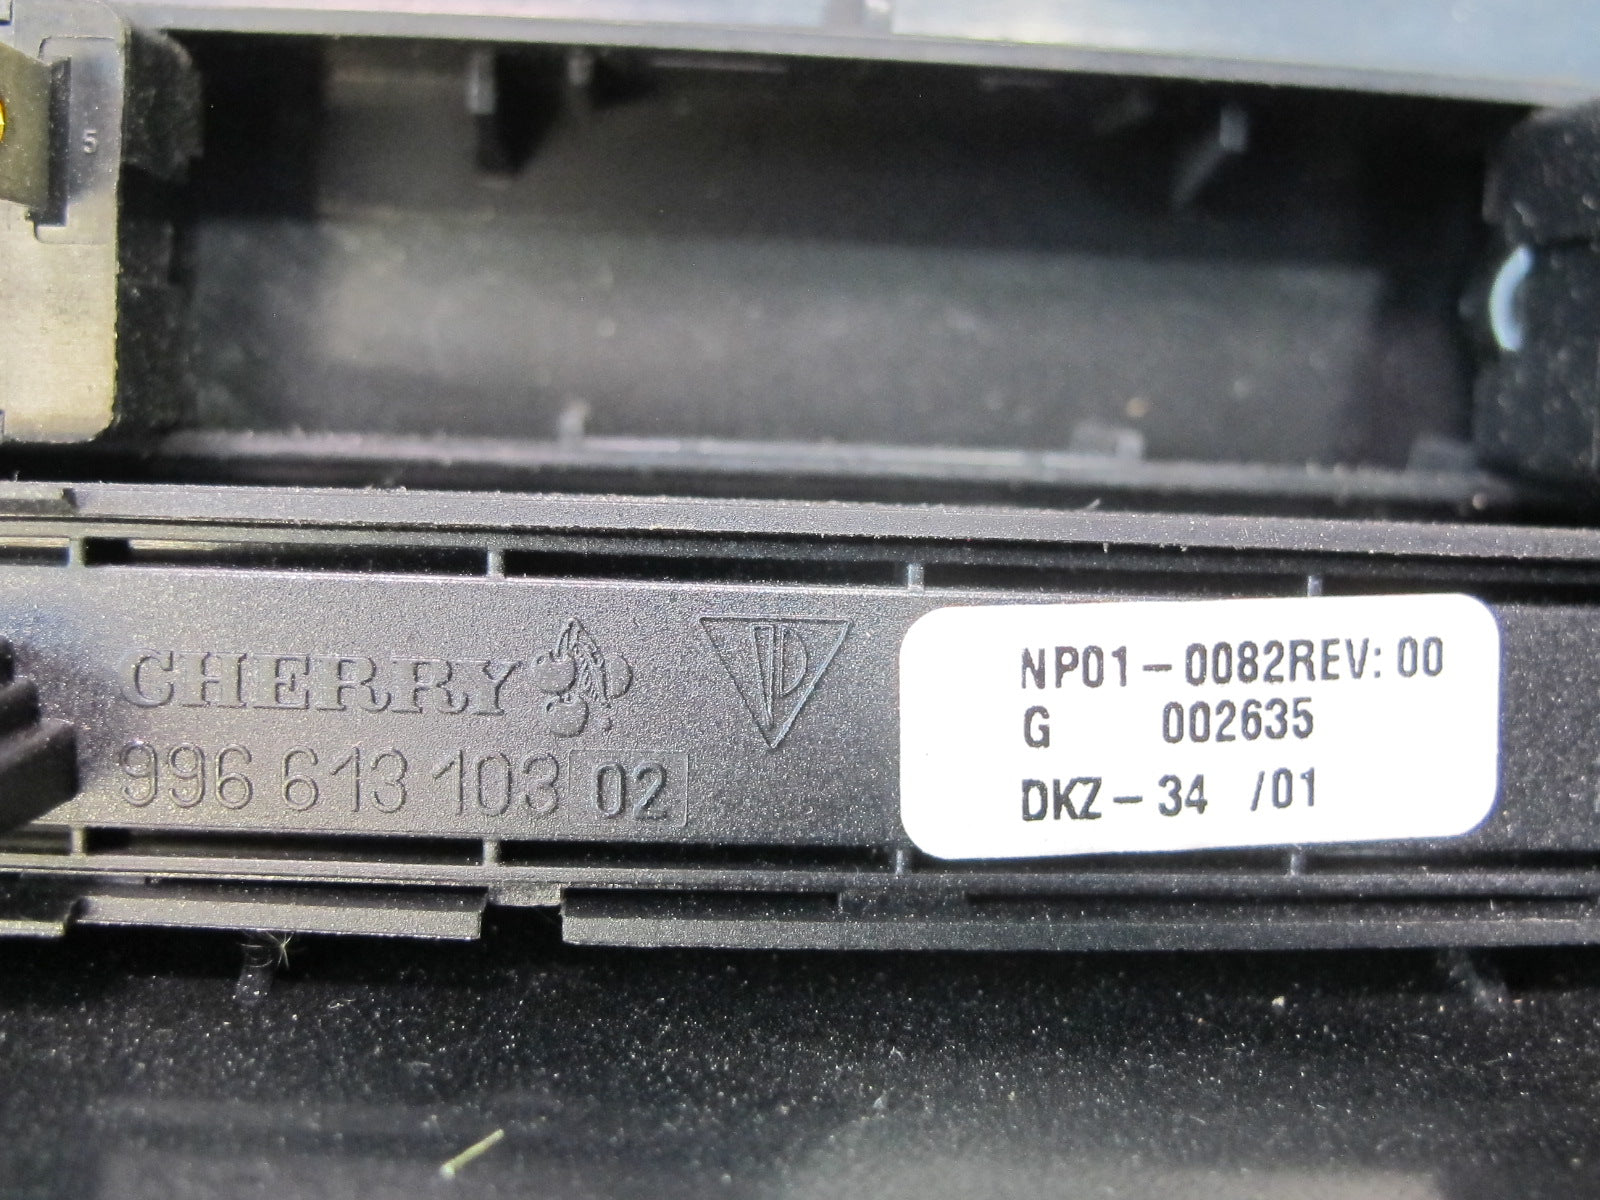 5
CHERRY
996 613 103 02
NP01-0082REV: 00
G 002635
DKZ-34 /01